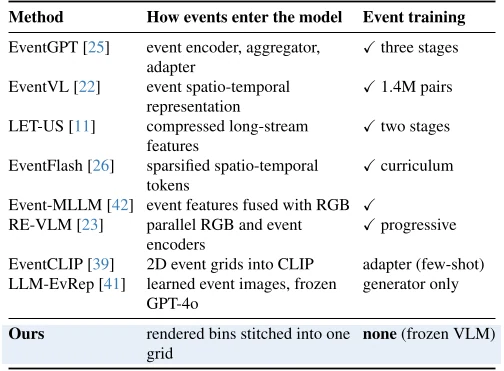 Method How events enter the model Event training
EventGPT [25] event encoder, aggregator, ✓ three stages
adapter
EventVL [22] event spatio-temporal ✓ 1.4M pairs
representation
LET-US [11] compressed long-stream ✓ two stages
features
EventFlash [26] sparsified spatio-temporal ✓ curriculum
tokens
Event-MLLM [42] event features fused with RGB ✓
RE-VLM [23] parallel RGB and event ✓ progressive
encoders
EventCLIP [39] 2D event grids into CLIP adapter (few-shot)
LLM-EvRep [41] learned event images, frozen generator only
GPT-4o
Ours rendered bins stitched into one none (frozen VLM)
grid